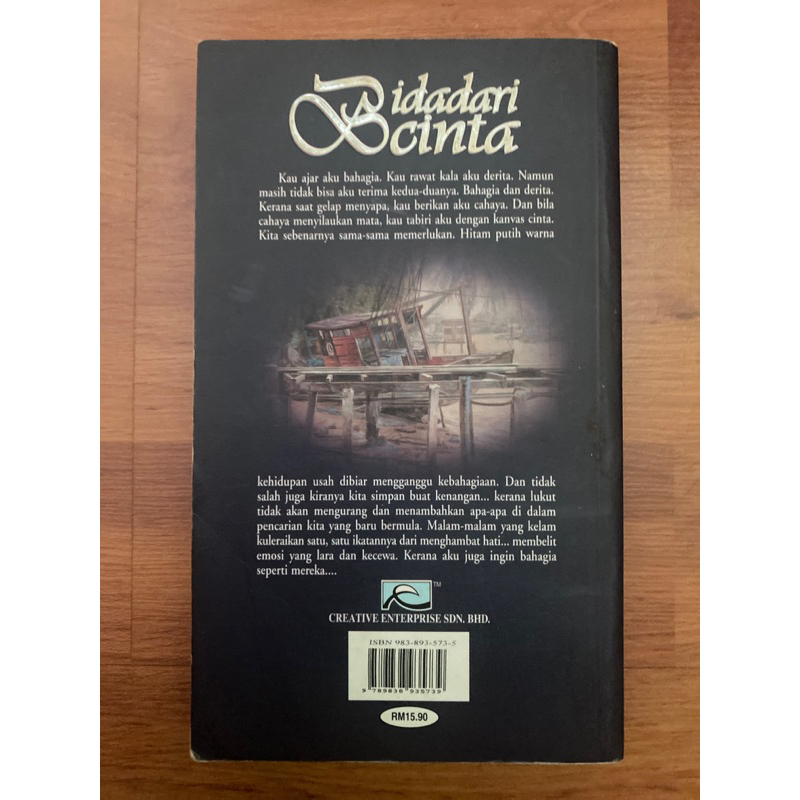 Bidadari
cinta
Kau ajar aku bahagia. Kau rawat kala aku derita. Namun
masih tidak bisa aku terima kedua-duanya. Bahagia dan derita.
Kerana saat gelap menyapa, kau berikan aku cahaya. Dan bila
cahaya menyilaukan mata, kau tabiri aku dengan kanvas cinta.
Kita sebenarnya sama-sama memerlukan. Hitam putih warna
kehidupan usah dibiar mengganggu kebahagiaan. Dan tidak
salah juga kiranya kita simpan buat kenangan... kerana lukut
tidak akan mengurang dan menambahkan apa-apa di dalam
pencarian kita yang baru bermula. Malam-malam yang kelam
kuleraikan satu, satu ikatannya dari menghambat hati... membelit
emosi yang lara dan kecewa. Kerana aku juga ingin bahagia
seperti mereka....
TM
CREATIVE ENTERPRISE SDN. BHD.
ISBN 983-893-573-5
9 789838 935739
RM15.90